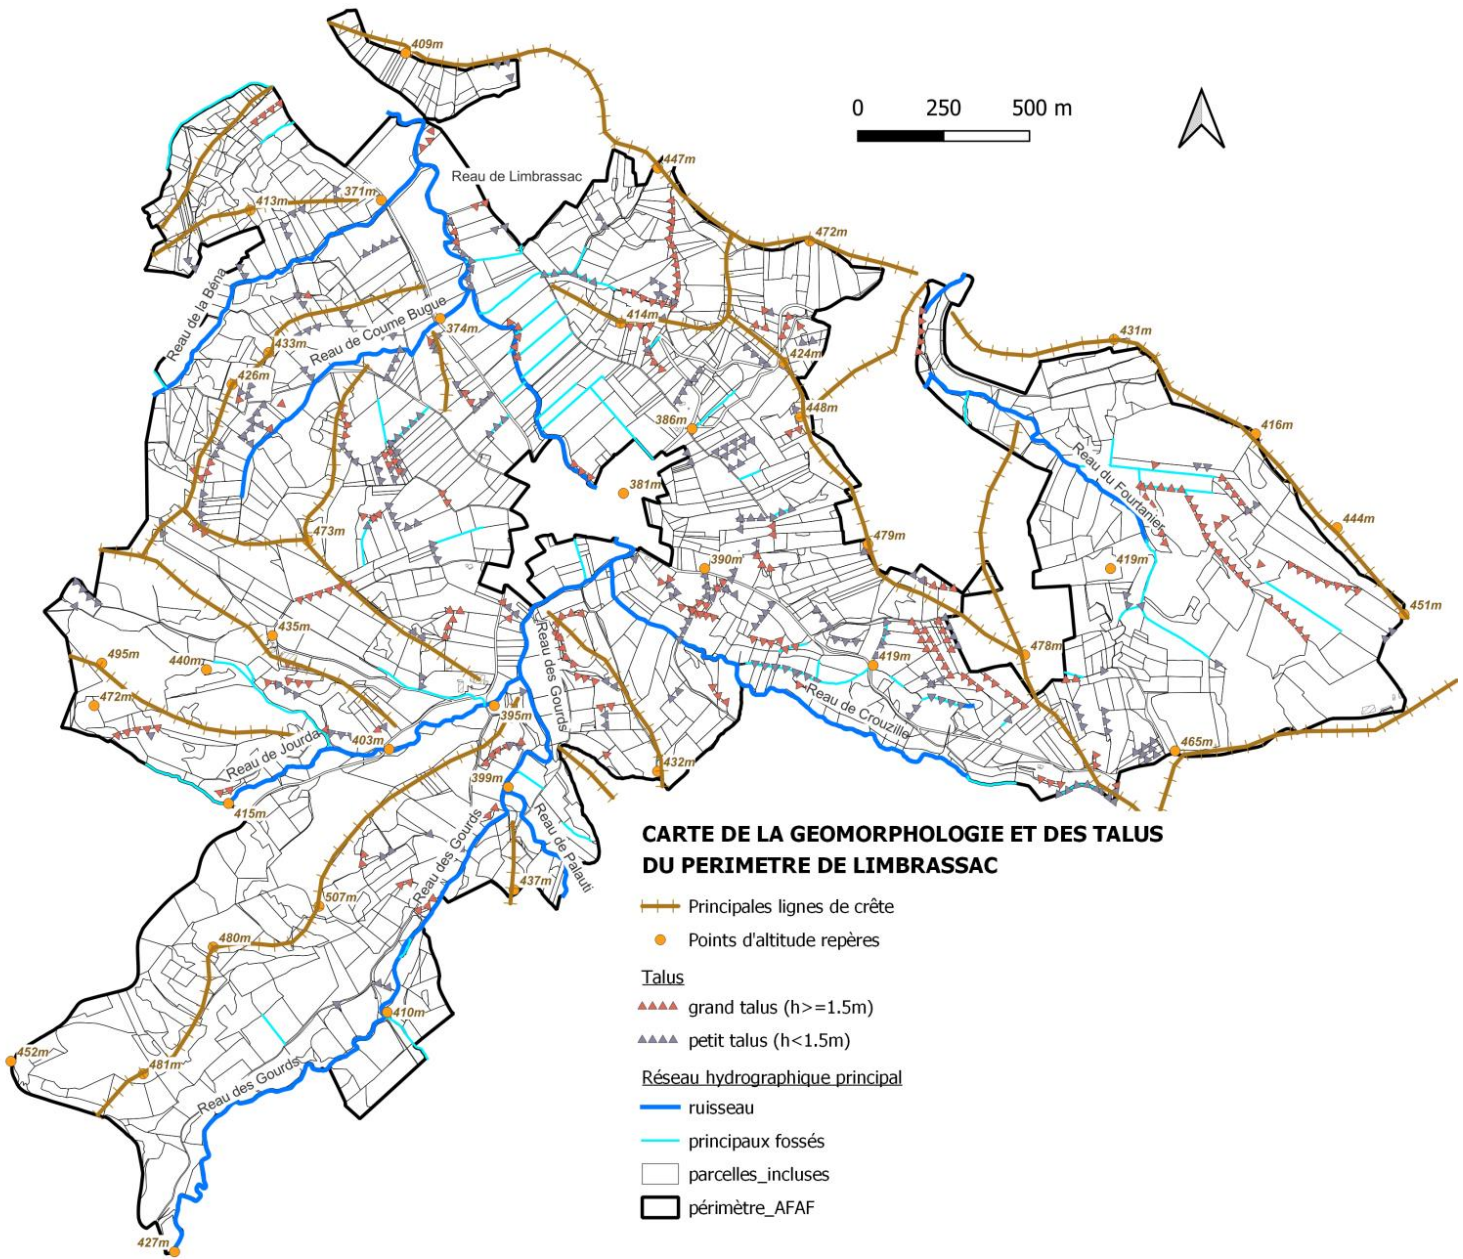 409m
0 250 500 m
447m
Reau de Limbrassac
371m
413m
472m
Reau de la Béna
Reau de Coume Bugue
374m
414m
433m
424m
431m
426m
448m
386m
416m
Reau du Fourtanier
381m
473m
479m
444m
390m
419m
451m
435m
Reau des Gourds
495m
440m
419m
478m
472m
395m
Reau de Crouzille
403m
Reau de Jourda
465m
432m
399m
415m
Reau des Gourds
Reau de Palauti
437m
507m
480m
410m
452m
481m
Reau des Gourds
427m
CARTE DE LA GEOMORPHOLOGIE ET DES TALUS
DU PERIMETRE DE LIMBRASSAC
Principales lignes de crête
Points d'altitude repères
Talus
grand talus (h>=1.5m)
petit talus (h<1.5m)
Réseau hydrographique principal
ruisseau
principaux fossés
parcelles_incluses
périmètre_AFAF